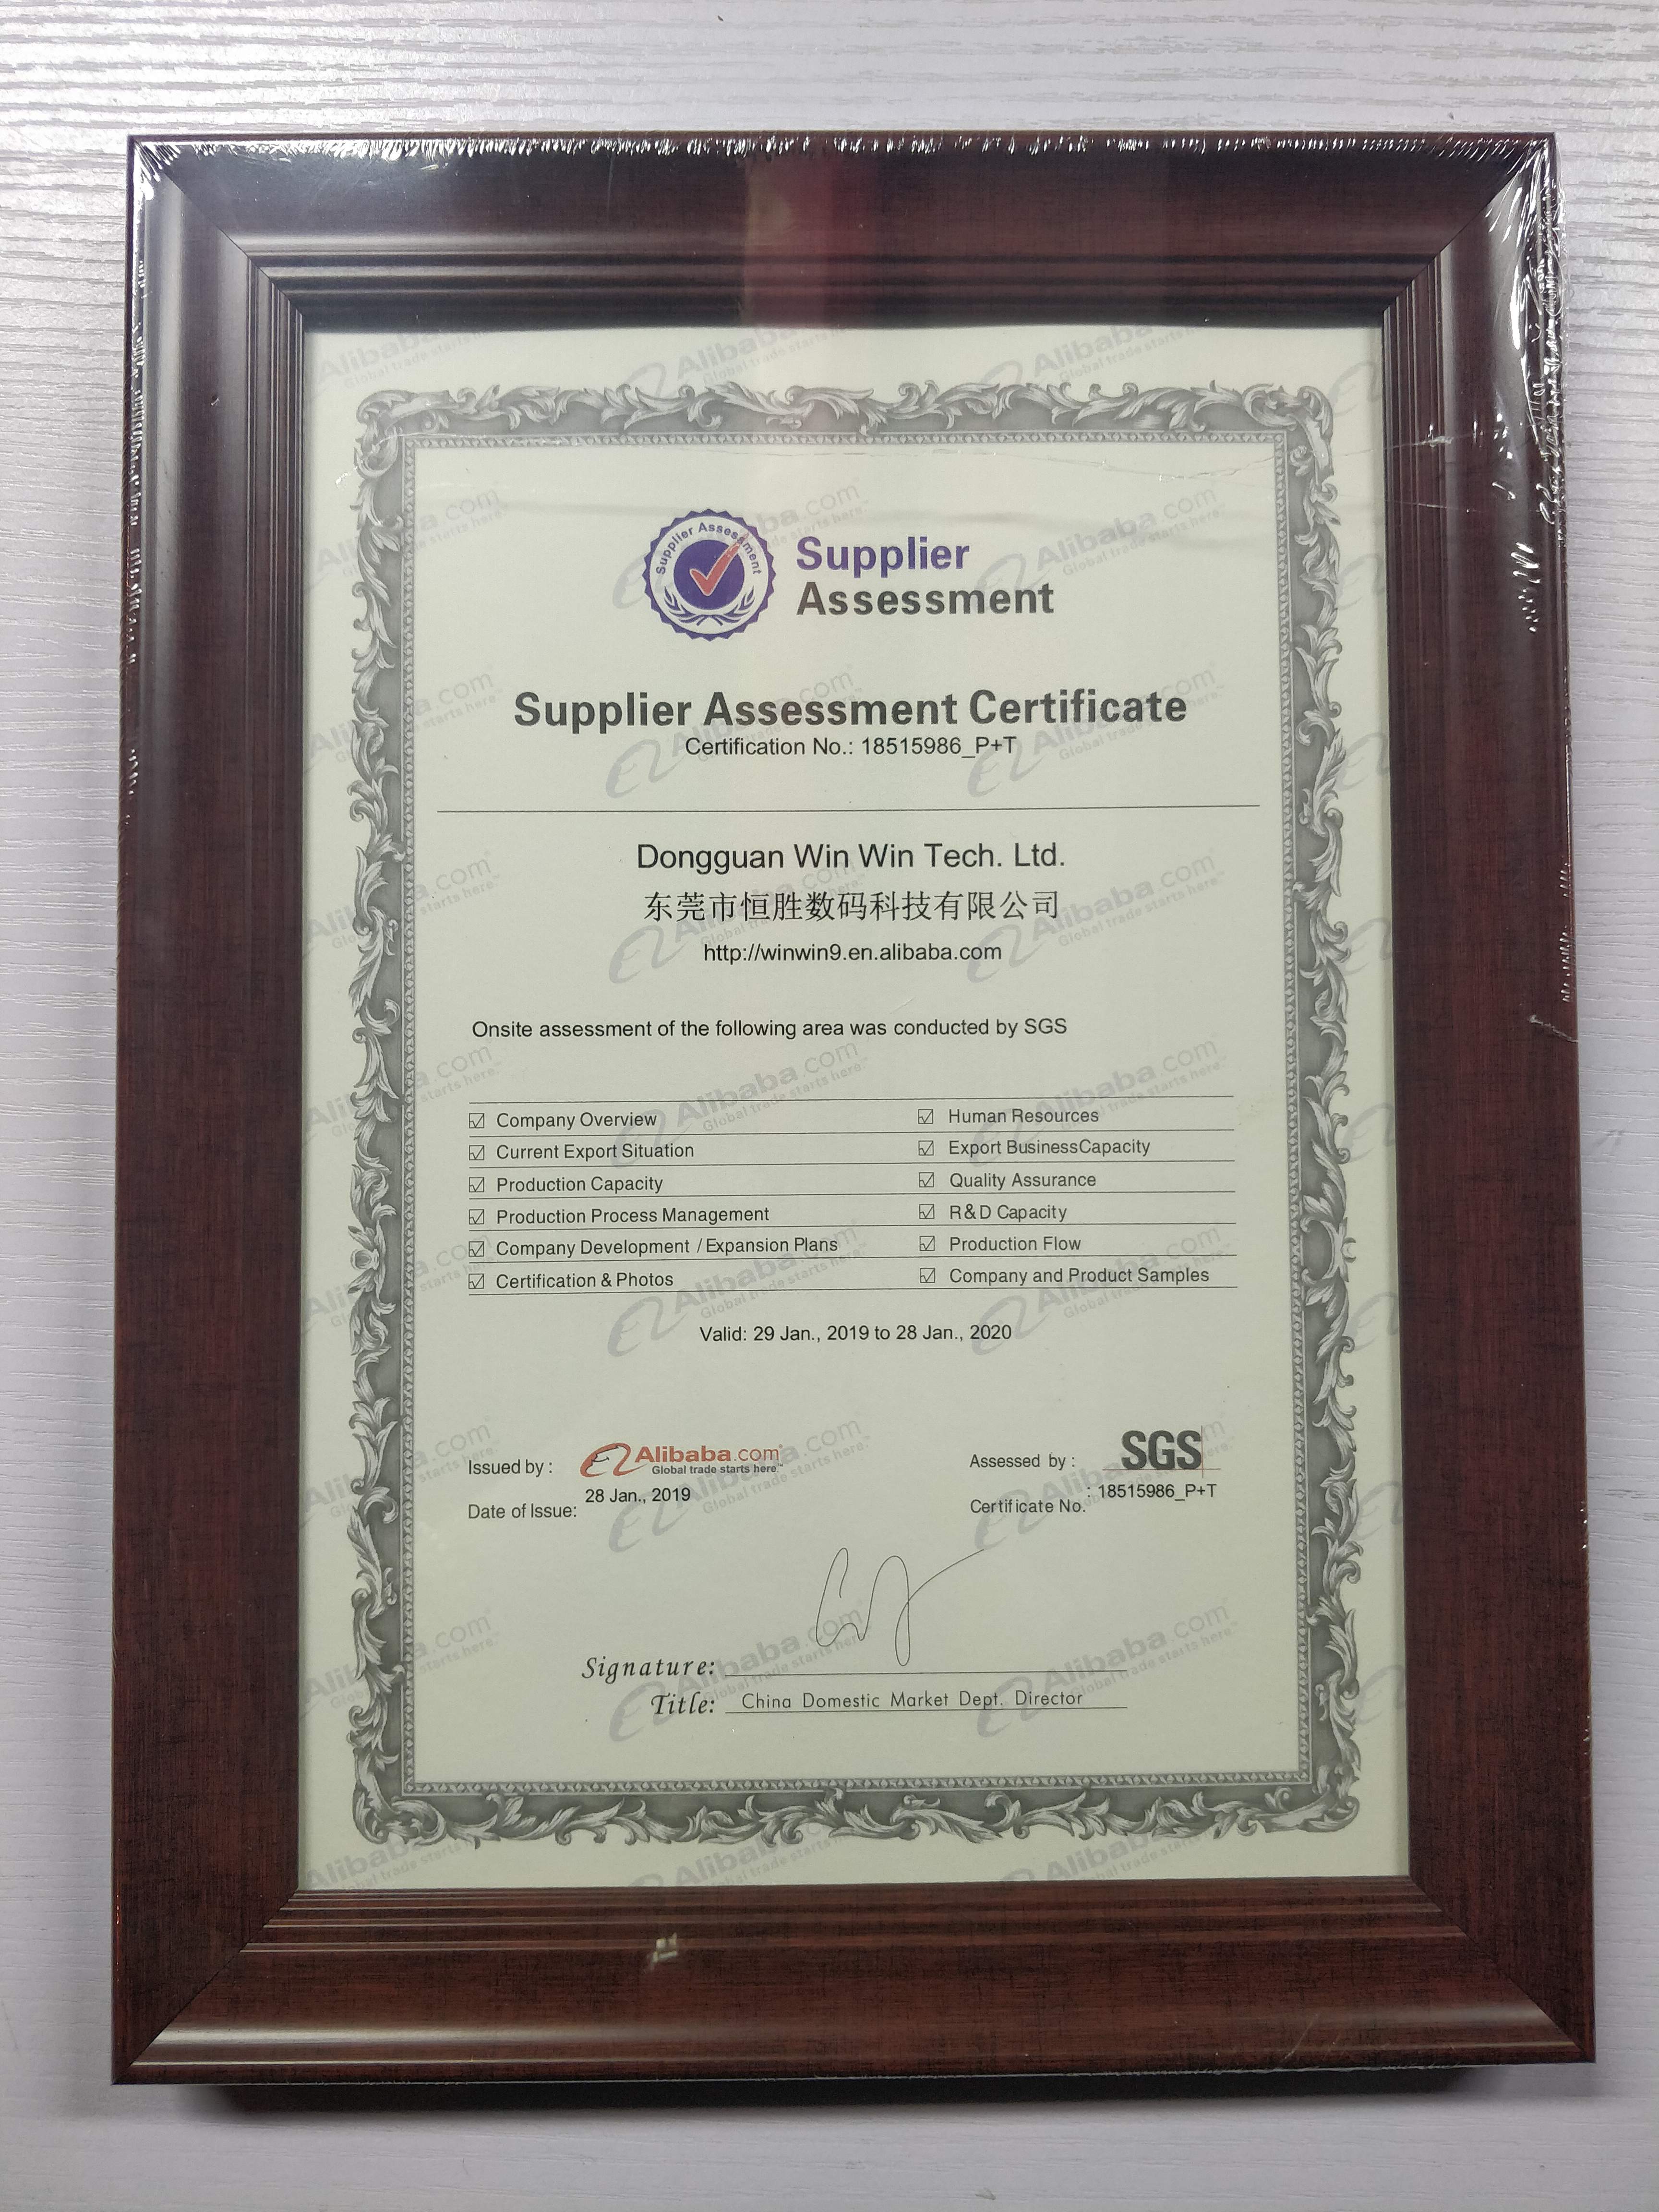 Supplier Assessment
Supplier
Assessment
Supplier Assessment Certificate
Certification No.: 18515986_P+T
Dongguan Win Win Tech. Ltd.
东莞市恒胜数码科技有限公司
http://winwin9.en.alibaba.com
Onsite assessment of the following area was conducted by SGS
Company Overview
Human Resources
Current Export Situation
Export BusinessCapacity
Production Capacity
Quality Assurance
Production Process Management
R&D Capacity
Company Development / Expansion Plans
Production Flow
Certification & Photos
Company and Product Samples
Valid: 29 Jan., 2019 to 28 Jan., 2020
Issued by : Alibaba.com
Global trade starts here.™
Assessed by : SGS
Date of Issue: 28 Jan., 2019
Certificate No. : 18515986_P+T
Signature:
Title: China Domestic Market Dept. Director